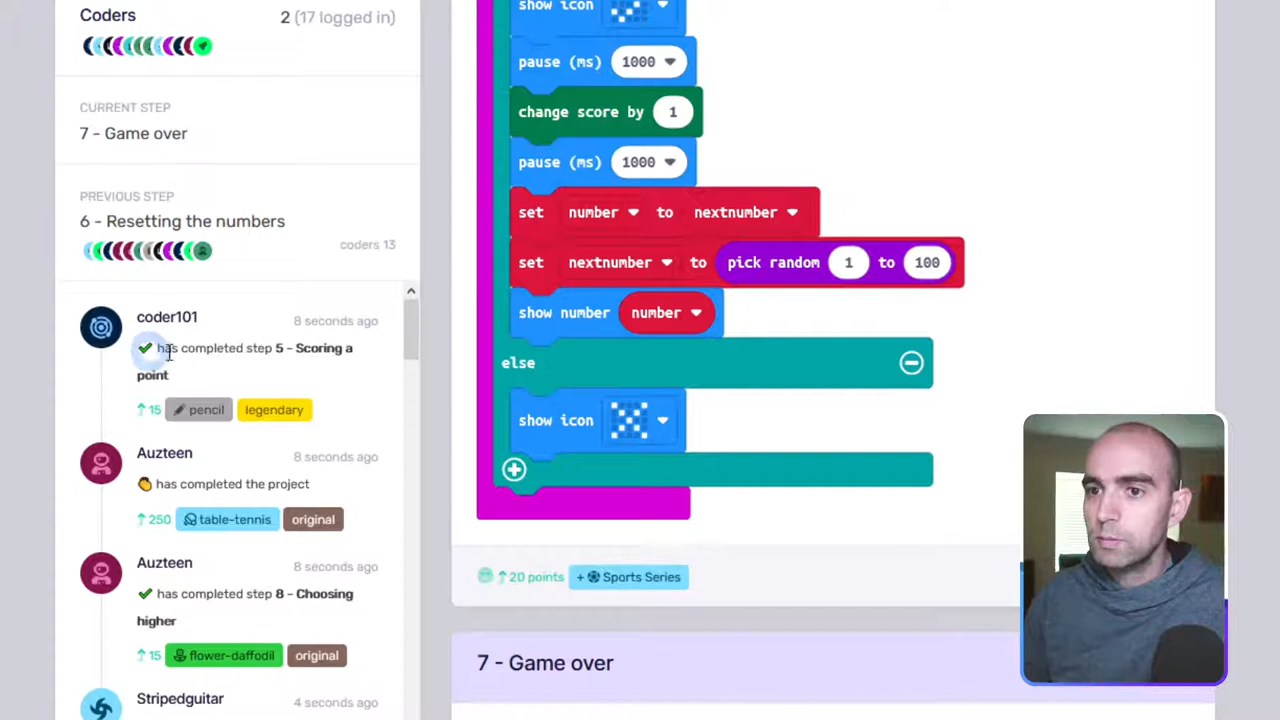 Coders
2 (17 logged in)
CURRENT STEP
7 - Game over
PREVIOUS STEP
6 - Resetting the numbers
coders 13
coder101
8 seconds ago
has completed step 5 - Scoring a
point
15 pencil legendary
Auzteen
8 seconds ago
has completed the project
250 table-tennis original
Auzteen
8 seconds ago
has completed step 8 - Choosing
higher
15 flower-daffodil original
Stripedguitar
4 seconds ago
show icon
pause (ms) 1000
change score by 1
pause (ms) 1000
set number to nextnumber
set nextnumber to pick random 1 to 100
show number number
else
show icon
20 points + Sports Series
7 - Game over